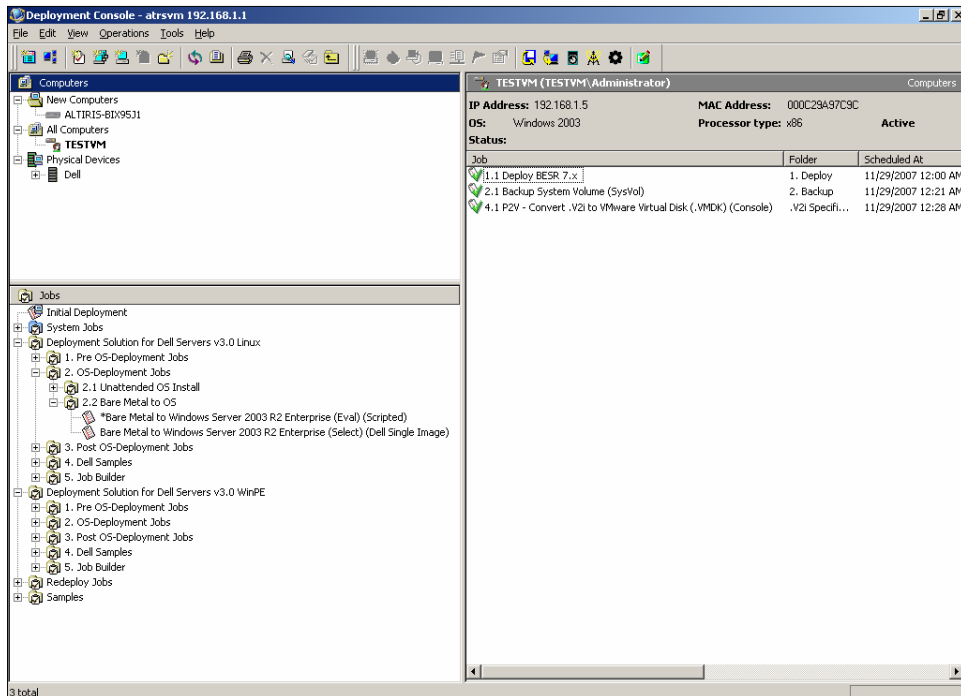 Deployment Console - atrsvm 192.168.1.1
File Edit View Operations Tools Help
Computers
New Computers
ALTIRIS-BIX95J1
All Computers
TESTVM
Physical Devices
Dell
Jobs
Initial Deployment
System Jobs
Deployment Solution for Dell Servers v3.0 Linux
1. Pre OS-Deployment Jobs
2. OS-Deployment Jobs
2.1 Unattended OS Install
2.2 Bare Metal to OS
*Bare Metal to Windows Server 2003 R2 Enterprise (Eval) (Scripted)
Bare Metal to Windows Server 2003 R2 Enterprise (Select) (Dell Single Image)
3. Post OS-Deployment Jobs
4. Dell Samples
5. Job Builder
Deployment Solution for Dell Servers v3.0 WinPE
1. Pre OS-Deployment Jobs
2. OS-Deployment Jobs
3. Post OS-Deployment Jobs
4. Dell Samples
5. Job Builder
Redeploy Jobs
Samples
TESTVM (TESTVM\Administrator) Computers
IP Address: 192.168.1.5 MAC Address: 000C29A97C9C
OS: Windows 2003 Processor type: x86 Active
Status:
Job Folder Scheduled At
1.1 Deploy BESR 7.x 1. Deploy 11/29/2007 12:00 AM
2.1 Backup System Volume (SysVol) 2. Backup 11/29/2007 12:21 AM
4.1 P2V - Convert .V2i to VMware Virtual Disk (.VMDK) (Console) .V2i Specifi... 11/29/2007 12:28 AM
3 total